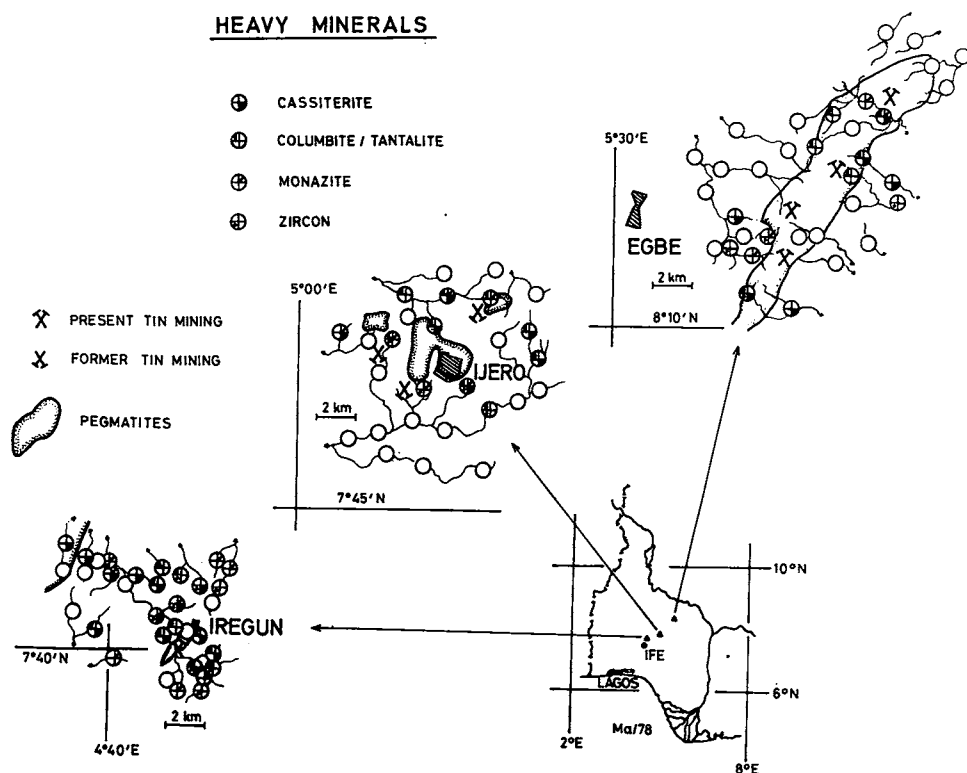 HEAVY MINERALS
CASSITERITE
COLUMBITE / TANTALITE
MONAZITE
ZIRCON
PRESENT TIN MINING
FORMER TIN MINING
PEGMATITES
5°30'E
EGBE
2 km
8°10'N
5°00'E
IJERO
2 km
7°45'N
IREGUN
7°40'N
2 km
4°40'E
10°N
IFE
LAGOS
6°N
Ma/78
2°E
8°E